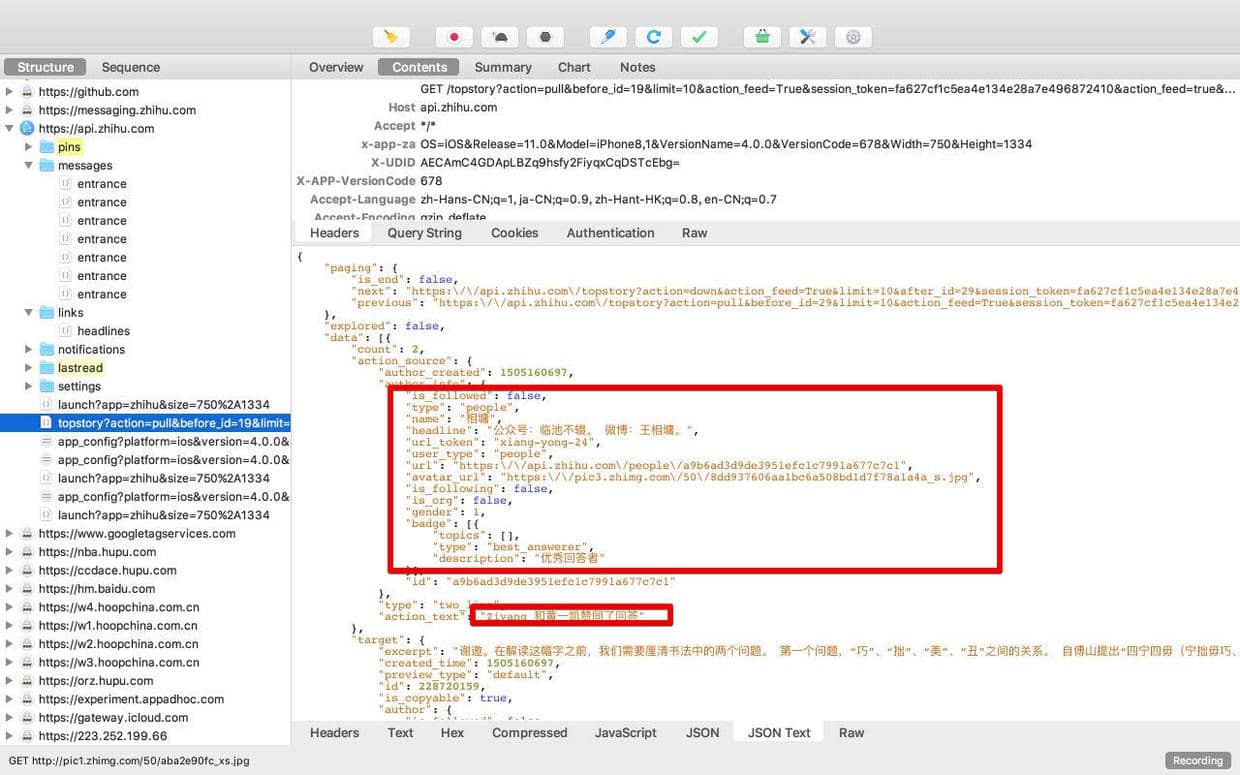 Structure
Sequence
https://github.com
https://messaging.zhihu.com
https://api.zhihu.com
pins
messages
entrance
entrance
entrance
entrance
entrance
entrance
entrance
links
headlines
notifications
lastread
settings
launch?app=zhihu&size=750%2A1334
topstory?action=pull&before_id=19&limit=
app_config?platform=ios&version=4.0.0&
app_config?platform=ios&version=4.0.0&
launch?app=zhihu&size=750%2A1334
app_config?platform=ios&version=4.0.0&
launch?app=zhihu&size=750%2A1334
https://www.googletagservices.com
https://nba.hupu.com
https://ccdace.hupu.com
https://hm.baidu.com
https://w4.hoopchina.com.cn
https://w1.hoopchina.com.cn
https://w2.hoopchina.com.cn
https://w3.hoopchina.com.cn
https://orz.hupu.com
https://experiment.appadhoc.com
https://gateway.icloud.com
https://223.252.199.66
Overview Contents Summary Chart Notes
GET /topstory?action=pull&before_id=19&limit=10&action_feed=True&session_token=fa627cf1c5ea4e134e28a7e496872410&action_feed=true&...
Host api.zhihu.com
Accept */*
x-app-za OS=iOS&Release=11.0&Model=iPhone8,1&VersionName=4.0.0&VersionCode=678&Width=750&Height=1334
X-UDID AECAmC4GDApLBZq9hsfy2FiyqxCqDSTcEbg=
X-APP-VersionCode 678
Accept-Language zh-Hans-CN;q=1, ja-CN;q=0.9, zh-Hant-HK;q=0.8, en-CN;q=0.7
Accept-Encoding gzip, deflate
Headers Query String Cookies Authentication Raw
{
"paging": {
"is_end": false,
"next": "https:\/\/api.zhihu.com\/topstory?action=down&action_feed=True&limit=10&after_id=29&session_token=fa627cf1c5ea4e134e28a7e4
"previous": "https:\/\/api.zhihu.com\/topstory?action=pull&before_id=29&limit=10&action_feed=True&session_token=fa627cf1c5ea4e134e2
},
"explored": false,
"data": [{
"count": 2,
"action_source": {
"author_created": 1505160697,
"author_info": {
"is_followed": false,
"type": "people",
"name": "相墉",
"headline": "公众号：临池不辍。 微博：王相墉。",
"url_token": "xiang-yong-24",
"user_type": "people",
"url": "https:\/\/api.zhihu.com\/people\/a9b6ad3d9de3951efc1c7991a677c7c1",
"avatar_url": "https:\/\/pic3.zhimg.com\/50\/8dd937606aa1bc6a508bd1d7f78a1a4a_s.jpg",
"is_following": false,
"is_org": false,
"gender": 1,
"badge": [{
"topics": [],
"type": "best_answerer",
"description": "优秀回答者"
"id": "a9b6ad3d9de3951efc1c7991a677c7c1"
},
"type": "two_line",
"action_text": "Ziyang 和黄一凯赞同了回答"
},
"target": {
"excerpt": "谢邀。在解读这幅字之前，我们需要厘清书法中的两个问题。 第一个问题，“巧”、“拙”、“美”、“丑”之间的关系。 自傅山提出“四宁四毋（宁拙毋巧、
"created_time": 1505160697,
"preview_type": "default",
"id": 228720159,
"is_copyable": true,
"author": {
Headers Text Hex Compressed JavaScript JSON JSON Text Raw
GET http://pic1.zhimg.com/50/aba2e90fc_xs.jpg
Recording